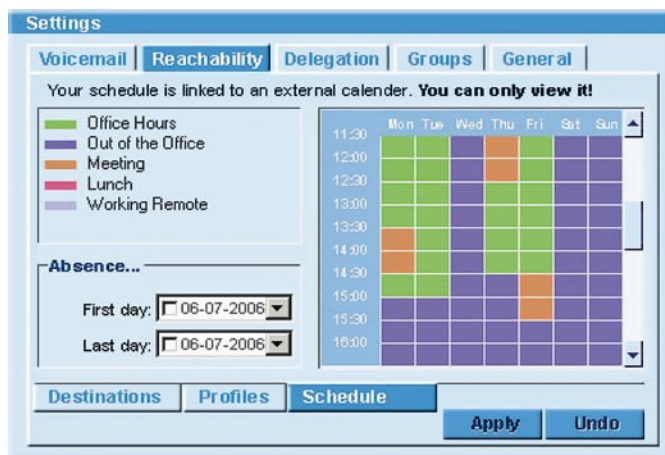 Settings
Voicemail Reachability Delegation Groups General
Your schedule is linked to an external calender. You can only view it!
Office Hours
Out of the Office
Meeting
Lunch
Working Remote
Absence...
First day: 06-07-2006
Last day: 06-07-2006
Mon Tue Wed Thu Fri Sat Sun
11:30
12:00
12:30
13:00
13:30
14:00
14:30
15:00
15:30
16:00
Destinations Profiles Schedule
Apply Undo